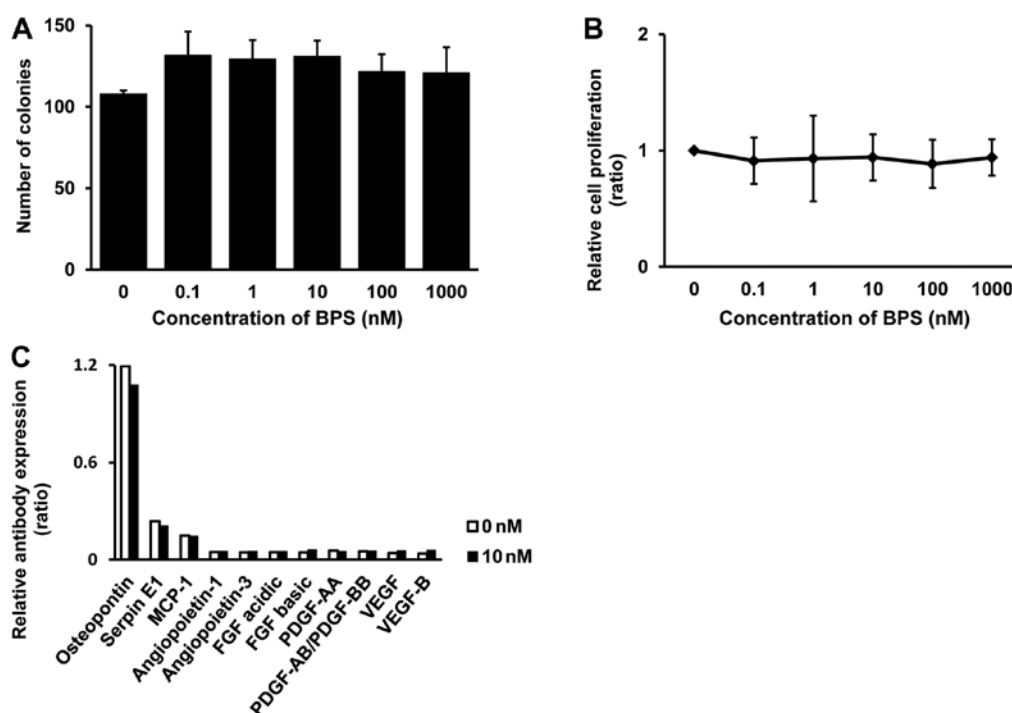 A
150
100
50
0
Number of colonies
0 0.1 1 10 100 1000
Concentration of BPS (nM)
B
2
1
0
Relative cell proliferation
(ratio)
0 0.1 1 10 100 1000
Concentration of BPS (nM)
C
1.2
0.6
0
Relative antibody expression
(ratio)
Osteopontin
Serpin E1
MCP-1
Angiopoietin-1
Angiopoietin-3
FGF acidic
FGF basic
PDGF-AA
PDGF-AB/PDGF-BB
VEGF
VEGF-B
0 nM
10 nM